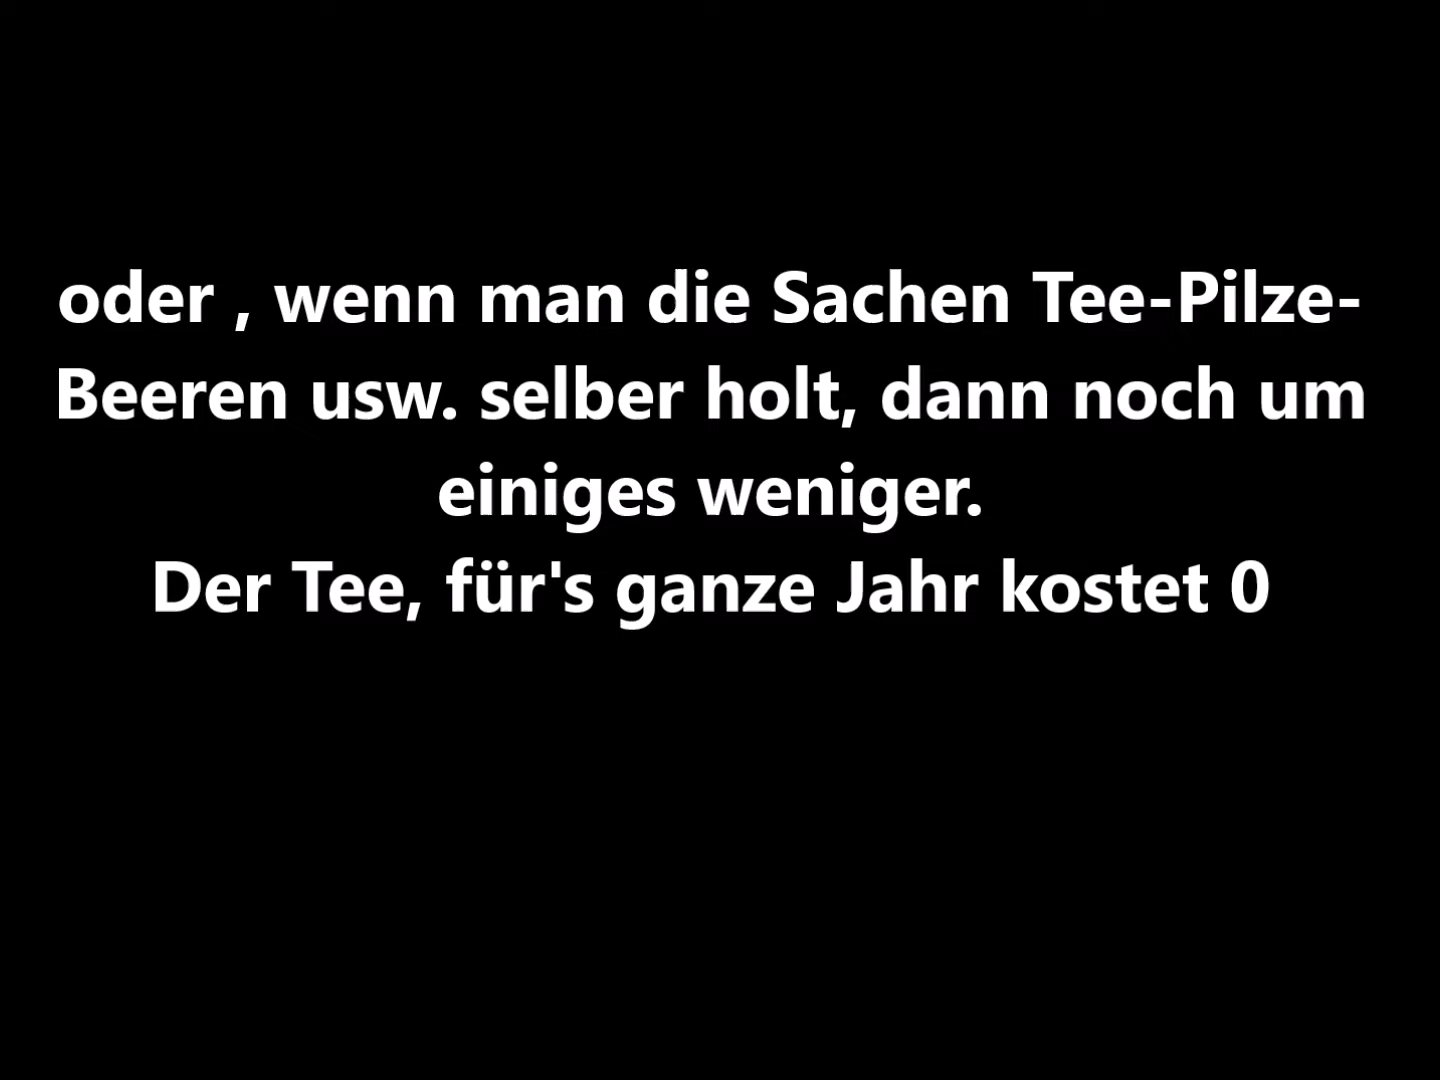 oder , wenn man die Sachen Tee-Pilze-
Beeren usw. selber holt, dann noch um
einiges weniger.
Der Tee, für's ganze Jahr kostet 0